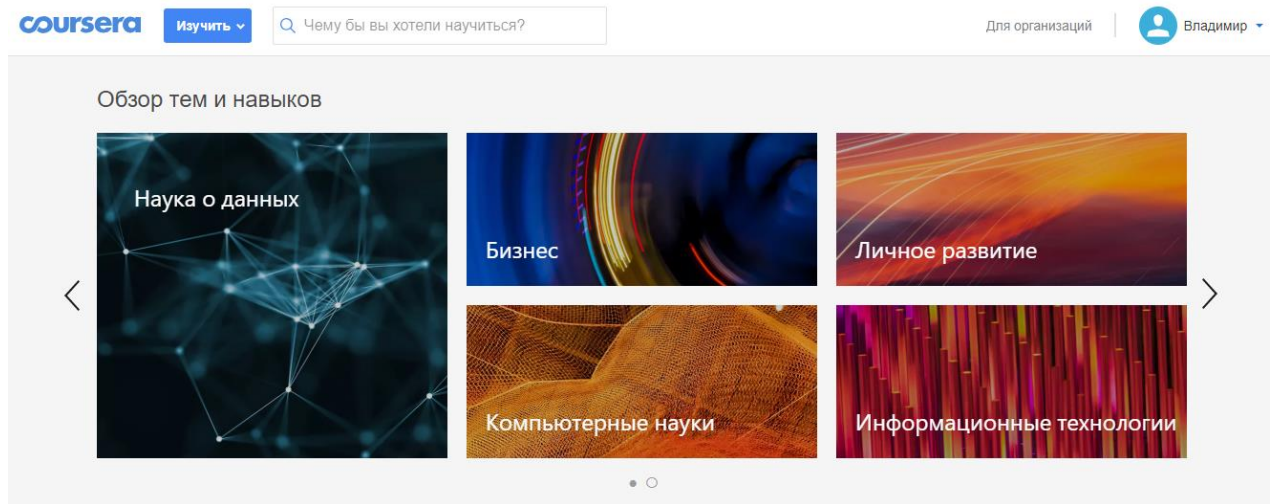 coursera
Изучить
Чему бы вы хотели научиться?
Для организаций
Владимир
Обзор тем и навыков
Наука о данных
Бизнес
Личное развитие
Компьютерные науки
Информационные технологии